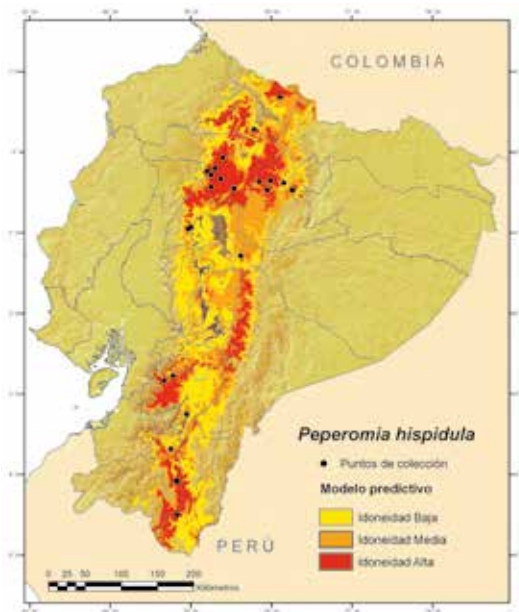 COLOMBIA
Peperomia hispidula
Puntos de colección
Modelo predictivo
Idoneidad Baja
Idoneidad Media
Idoneidad Alta
PERÚ
0 25 50 100 150 200
Kilómetros